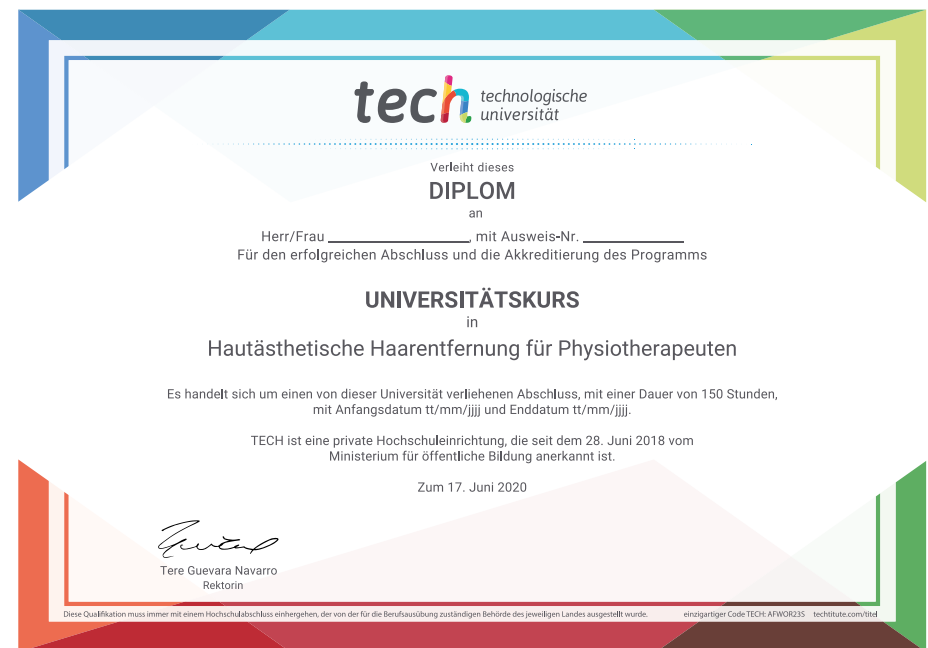 tech technologische
universität
Verleiht dieses
DIPLOM
an
Herr/Frau ____________________, mit Ausweis-Nr. ______________
Für den erfolgreichen Abschluss und die Akkreditierung des Programms
UNIVERSITÄTSKURS
in
Hautästhetische Haarentfernung für Physiotherapeuten
Es handelt sich um einen von dieser Universität verliehenen Abschluss, mit einer Dauer von 150 Stunden,
mit Anfangsdatum tt/mm/jjjj und Enddatum tt/mm/jjjj.
TECH ist eine private Hochschuleinrichtung, die seit dem 28. Juni 2018 vom
Ministerium für öffentliche Bildung anerkannt ist.
Zum 17. Juni 2020
Tere Guevara Navarro
Rektorin
Diese Qualifikation muss immer mit einem Hochschulabschluss einhergehen, der von der für die Berufsausübung zuständigen Behörde des jeweiligen Landes ausgestellt wurde. einzigartiger Code TECH: AFWOR23S techtitute.com/titel